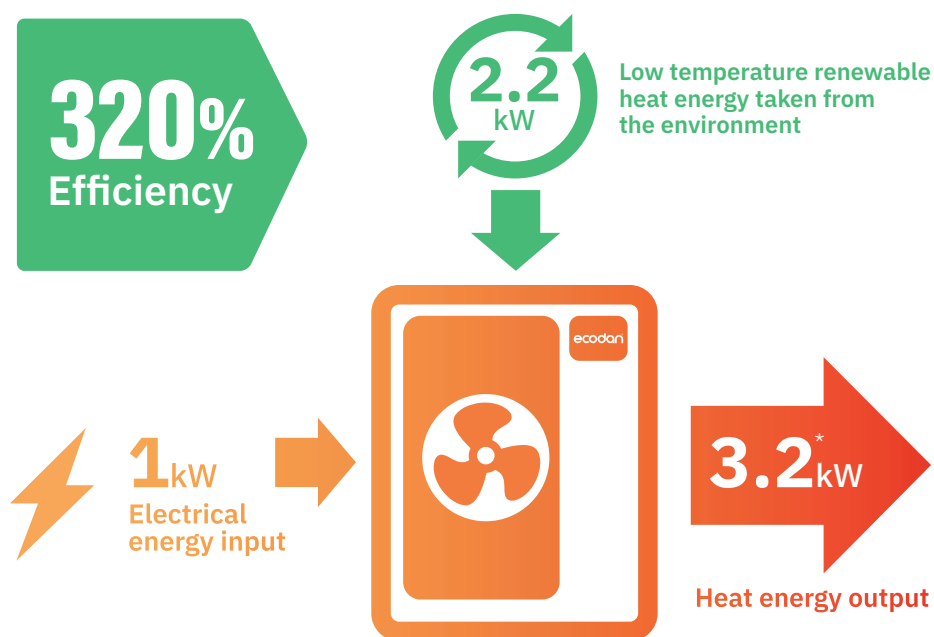 320%
Efficiency
2.2
kW
Low temperature renewable
heat energy taken from
the environment
ecodan
1kW
Electrical
energy input
3.2*kW
Heat energy output